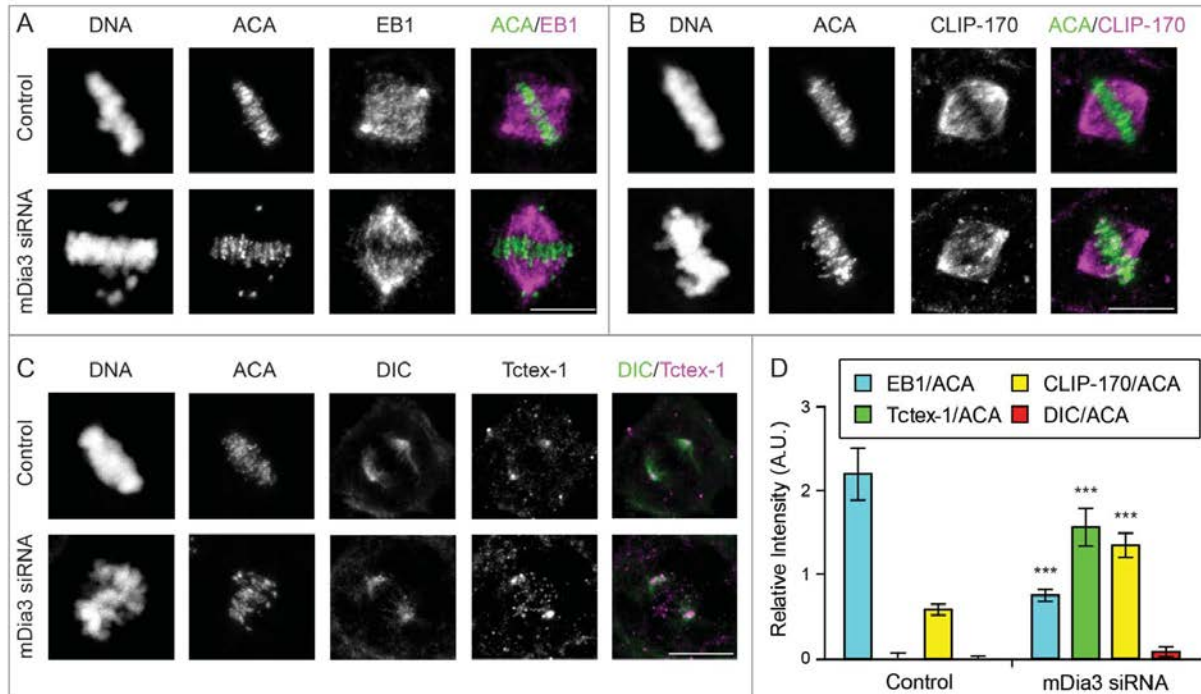 A
DNA ACA EB1 ACA/EB1
Control
mDia3 siRNA
B
DNA ACA CLIP-170 ACA/CLIP-170
C
DNA ACA DIC Tctex-1 DIC/Tctex-1
Control
mDia3 siRNA
D
EB1/ACA CLIP-170/ACA
Tctex-1/ACA DIC/ACA
Relative Intensity (A.U.)
3
2
1
0
***
***
***
Control mDia3 siRNA